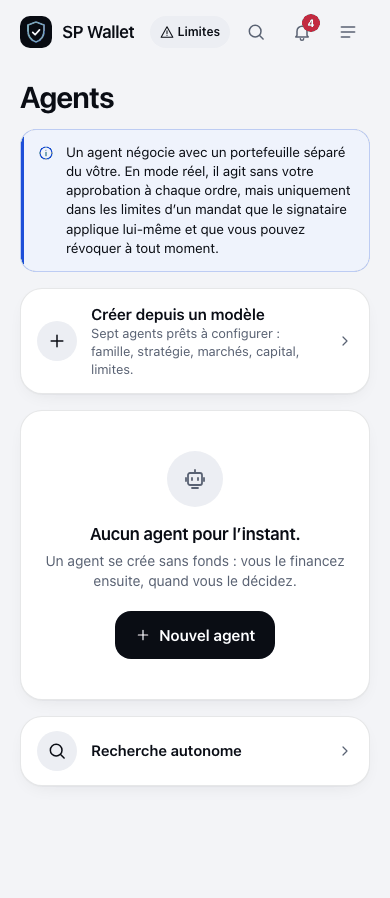 SP Wallet
Limites
4
Agents
Un agent négocie avec un portefeuille séparé
du vôtre. En mode réel, il agit sans votre
approbation à chaque ordre, mais uniquement
dans les limites d’un mandat que le signataire
applique lui-même et que vous pouvez
révoquer à tout moment.
Créer depuis un modèle
Sept agents prêts à configurer :
famille, stratégie, marchés, capital,
limites.
Aucun agent pour l’instant.
Un agent se crée sans fonds : vous le financez
ensuite, quand vous le décidez.
Nouvel agent
Recherche autonome